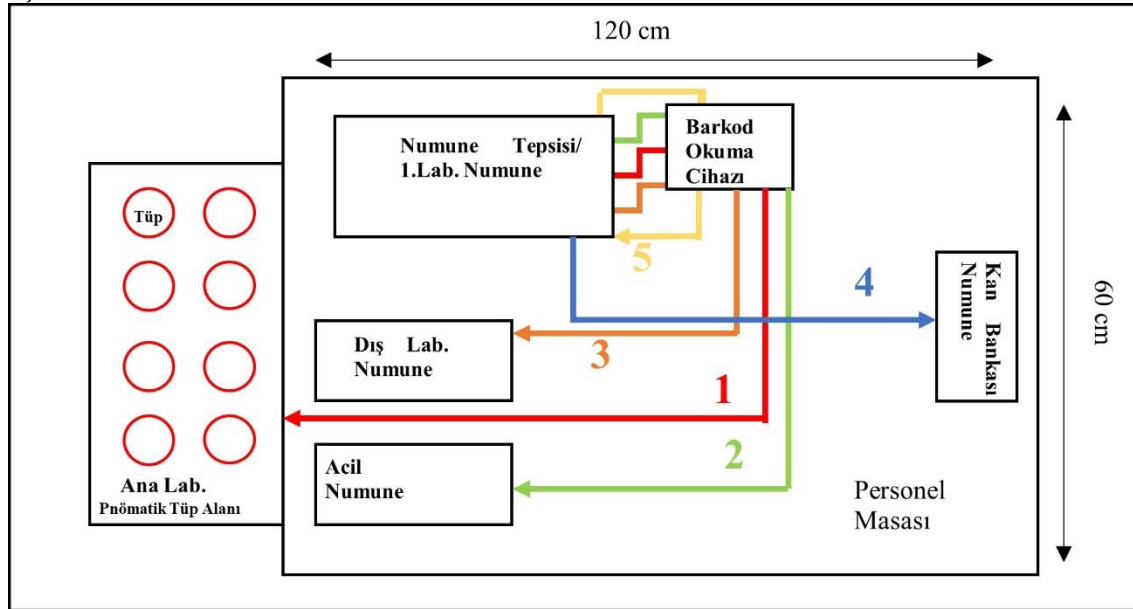 120 cm
Numune Tepsisi/
1.Lab. Numune
Barkod
Okuma
Cihazı
Tüp
5
4
Kan Bankası
Numune
60 cm
Dış Lab.
Numune
3
1
2
Acil
Numune
Ana Lab.
Pnömatik Tüp Alanı
Personel
Masası